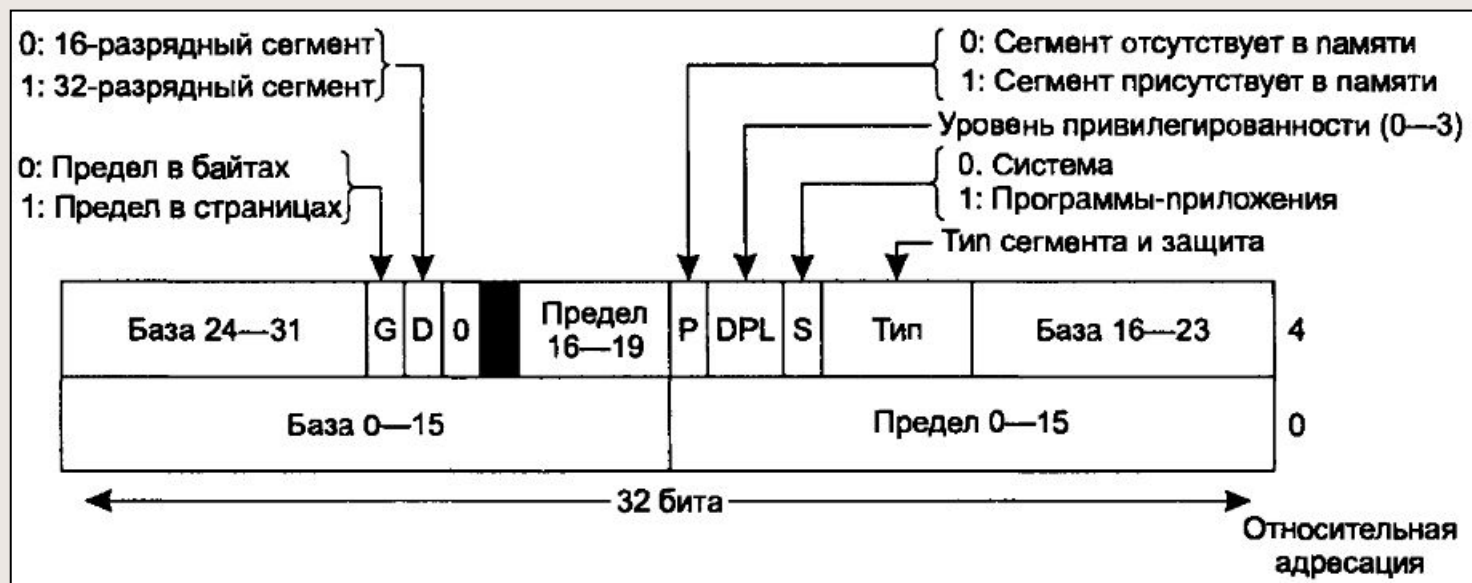 0: 16-разрядный сегмент
1: 32-разрядный сегмент
0: Предел в байтах
1: Предел в страницах
0: Сегмент отсутствует в памяти
1: Сегмент присутствует в памяти
Уровень привилегированности (0—3)
0. Система
1: Программы-приложения
Тип сегмента и защита
База 24—31 G D 0 Предел 16—19 P DPL S Тип База 16—23 4
База 0—15 Предел 0—15 0
32 бита
Относительная
адресация